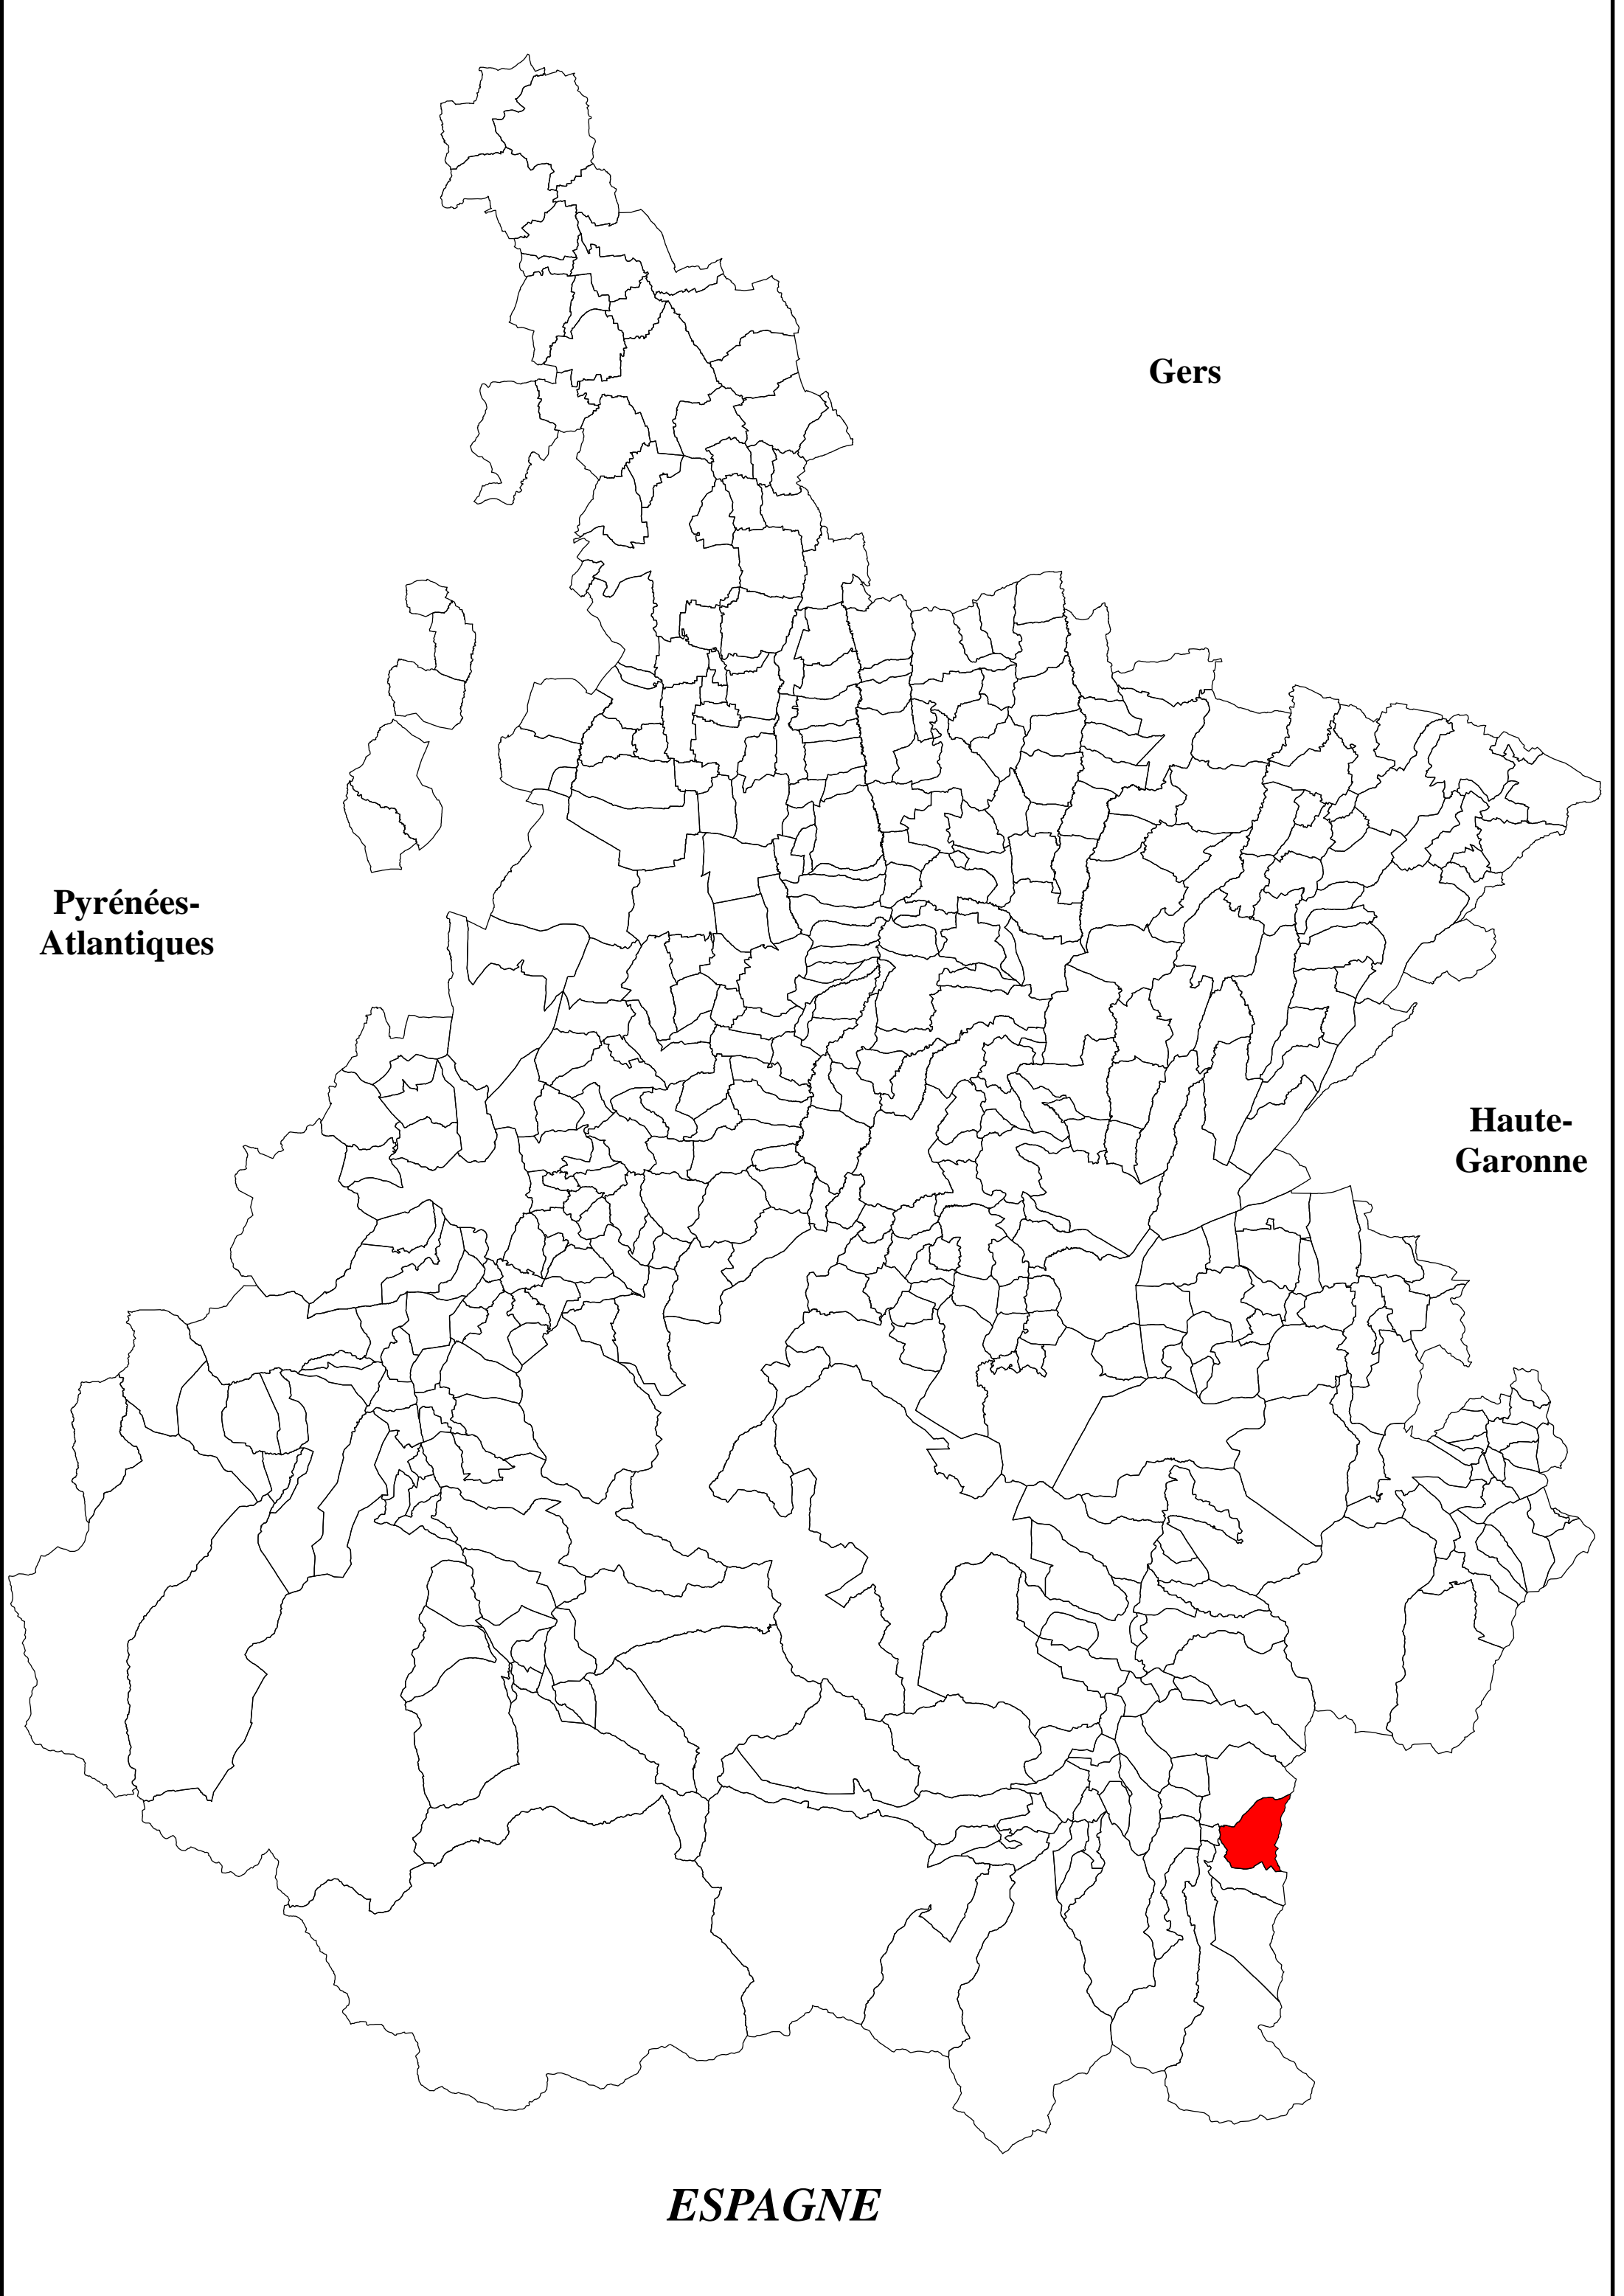 Gers
Pyrénées-
Atlantiques
Haute-
Garonne
ESPAGNE